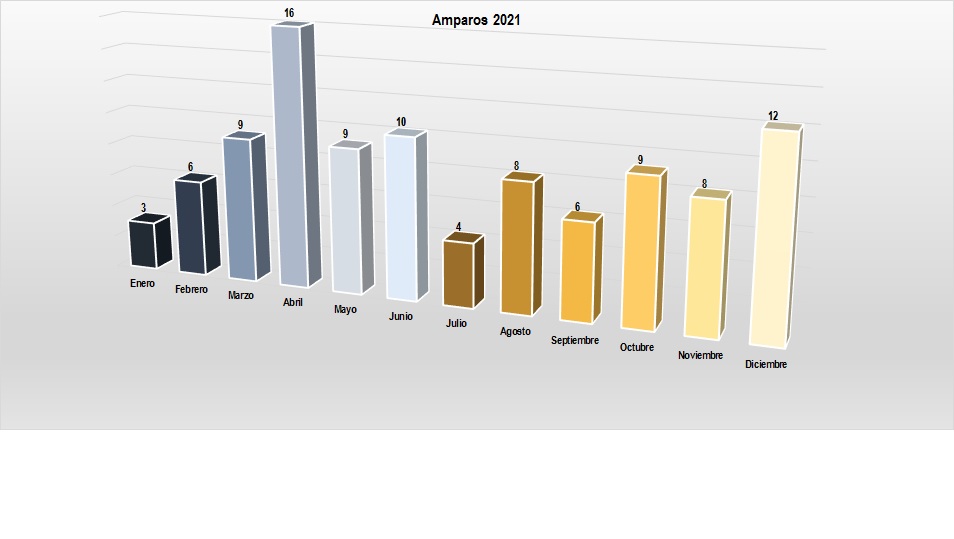 Amparos 2021
16
12
10
9
9
9
8
8
6
6
4
3
Enero
Febrero
Marzo
Abril
Mayo
Junio
Julio
Agosto
Septiembre
Octubre
Noviembre
Diciembre